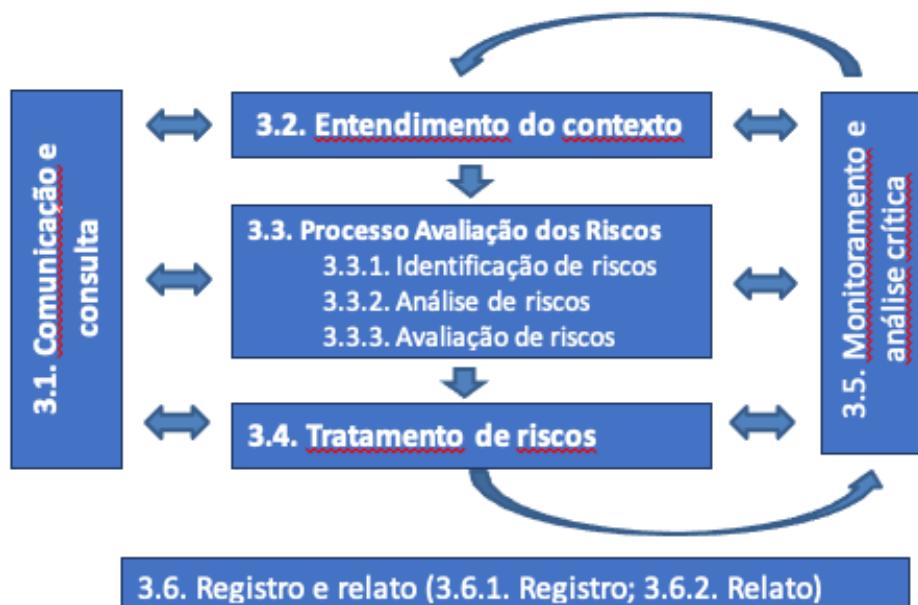 3.1. Comunicação e
consulta
3.2. Entendimento do contexto
3.3. Processo Avaliação dos Riscos
3.3.1. Identificação de riscos
3.3.2. Análise de riscos
3.3.3. Avaliação de riscos
3.4. Tratamento de riscos
3.5. Monitoramento e
análise crítica
3.6. Registro e relato (3.6.1. Registro; 3.6.2. Relato)